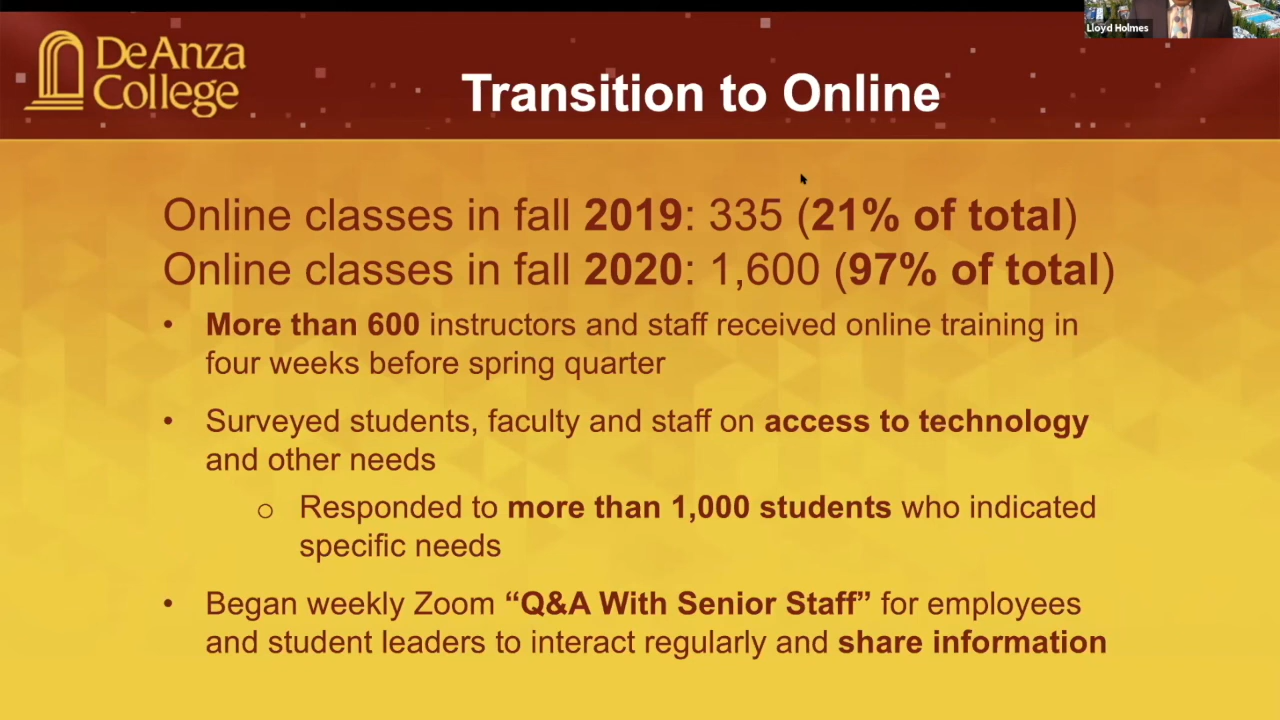 Lloyd Holmes
DeAnza
College
Transition to Online
Online classes in fall 2019: 335 (21% of total)
Online classes in fall 2020: 1,600 (97% of total)
• More than 600 instructors and staff received online training in
four weeks before spring quarter
• Surveyed students, faculty and staff on access to technology
and other needs
o Responded to more than 1,000 students who indicated
specific needs
• Began weekly Zoom “Q&A With Senior Staff” for employees
and student leaders to interact regularly and share information